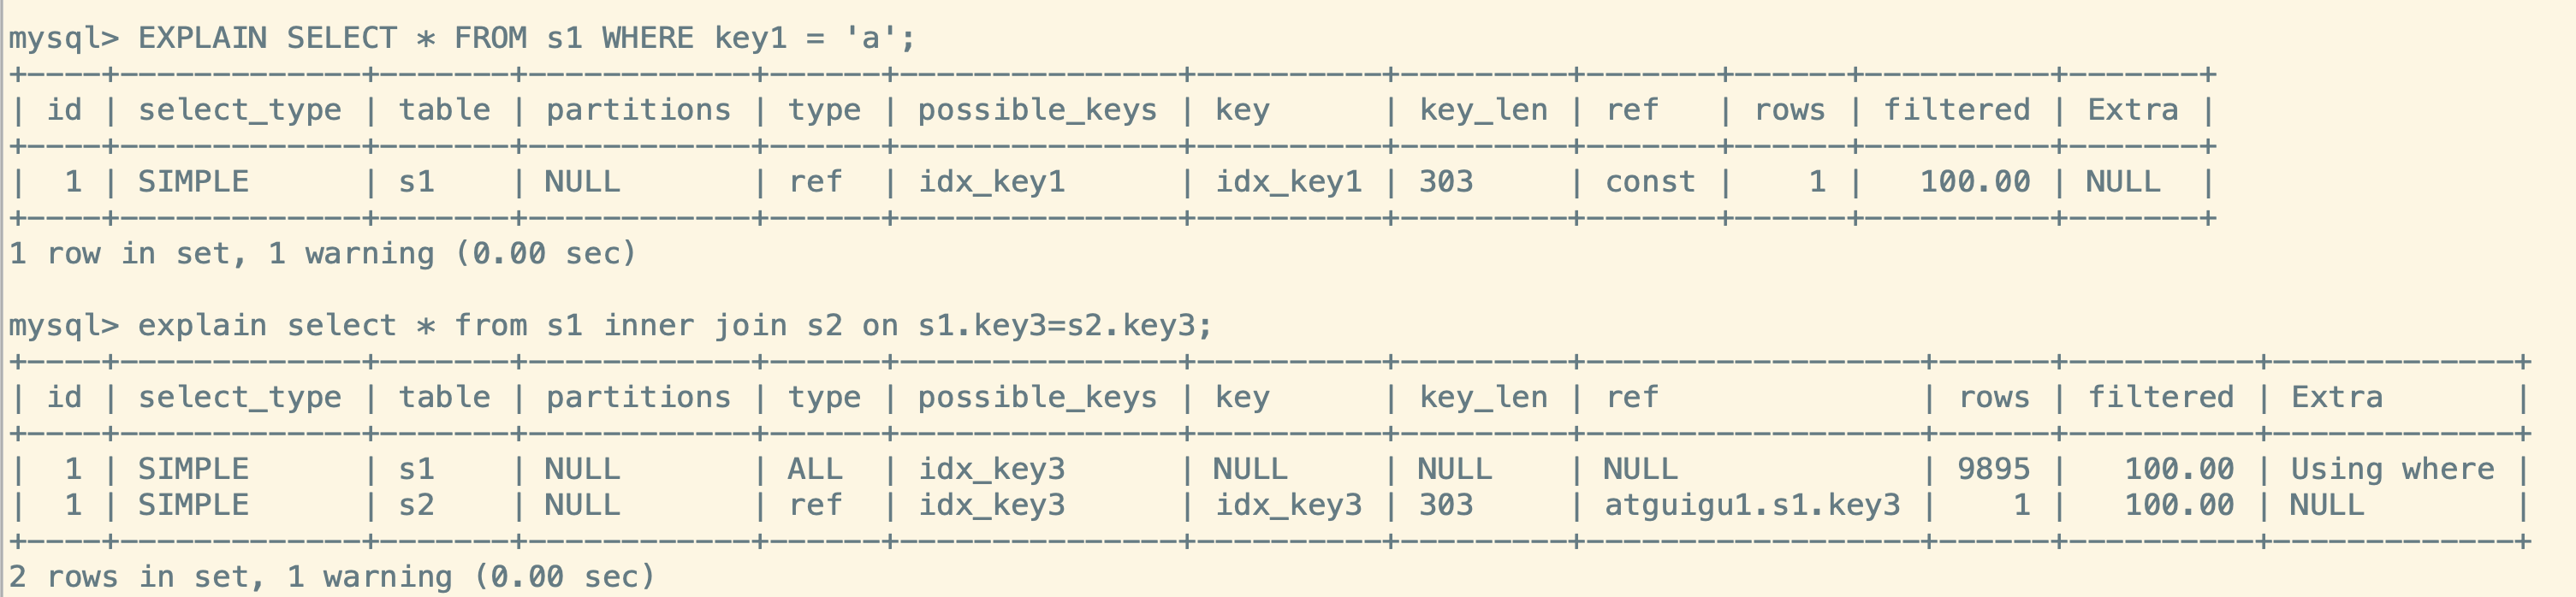 mysql> EXPLAIN SELECT * FROM s1 WHERE key1 = 'a';
+----+-------------+-------+------------+------+---------------+----------+---------+-------+------+----------+-------+
| id | select_type | table | partitions | type | possible_keys | key      | key_len | ref   | rows | filtered | Extra |
+----+-------------+-------+------------+------+---------------+----------+---------+-------+------+----------+-------+
|  1 | SIMPLE      | s1    | NULL       | ref  | idx_key1      | idx_key1 | 303     | const |    1 |   100.00 | NULL  |
+----+-------------+-------+------------+------+---------------+----------+---------+-------+------+----------+-------+
1 row in set, 1 warning (0.00 sec)
mysql> explain select * from s1 inner join s2 on s1.key3=s2.key3;
+----+-------------+-------+------------+------+---------------+----------+---------+------------------+------+----------+-------------+
| id | select_type | table | partitions | type | possible_keys | key      | key_len | ref              | rows | filtered | Extra       |
+----+-------------+-------+------------+------+---------------+----------+---------+------------------+------+----------+-------------+
|  1 | SIMPLE      | s1    | NULL       | ALL  | idx_key3      | NULL     | NULL    | NULL             | 9895 |   100.00 | Using where |
|  1 | SIMPLE      | s2    | NULL       | ref  | idx_key3      | idx_key3 | 303     | atguigu1.s1.key3 |    1 |   100.00 | NULL        |
+----+-------------+-------+------------+------+---------------+----------+---------+------------------+------+----------+-------------+
2 rows in set, 1 warning (0.00 sec)